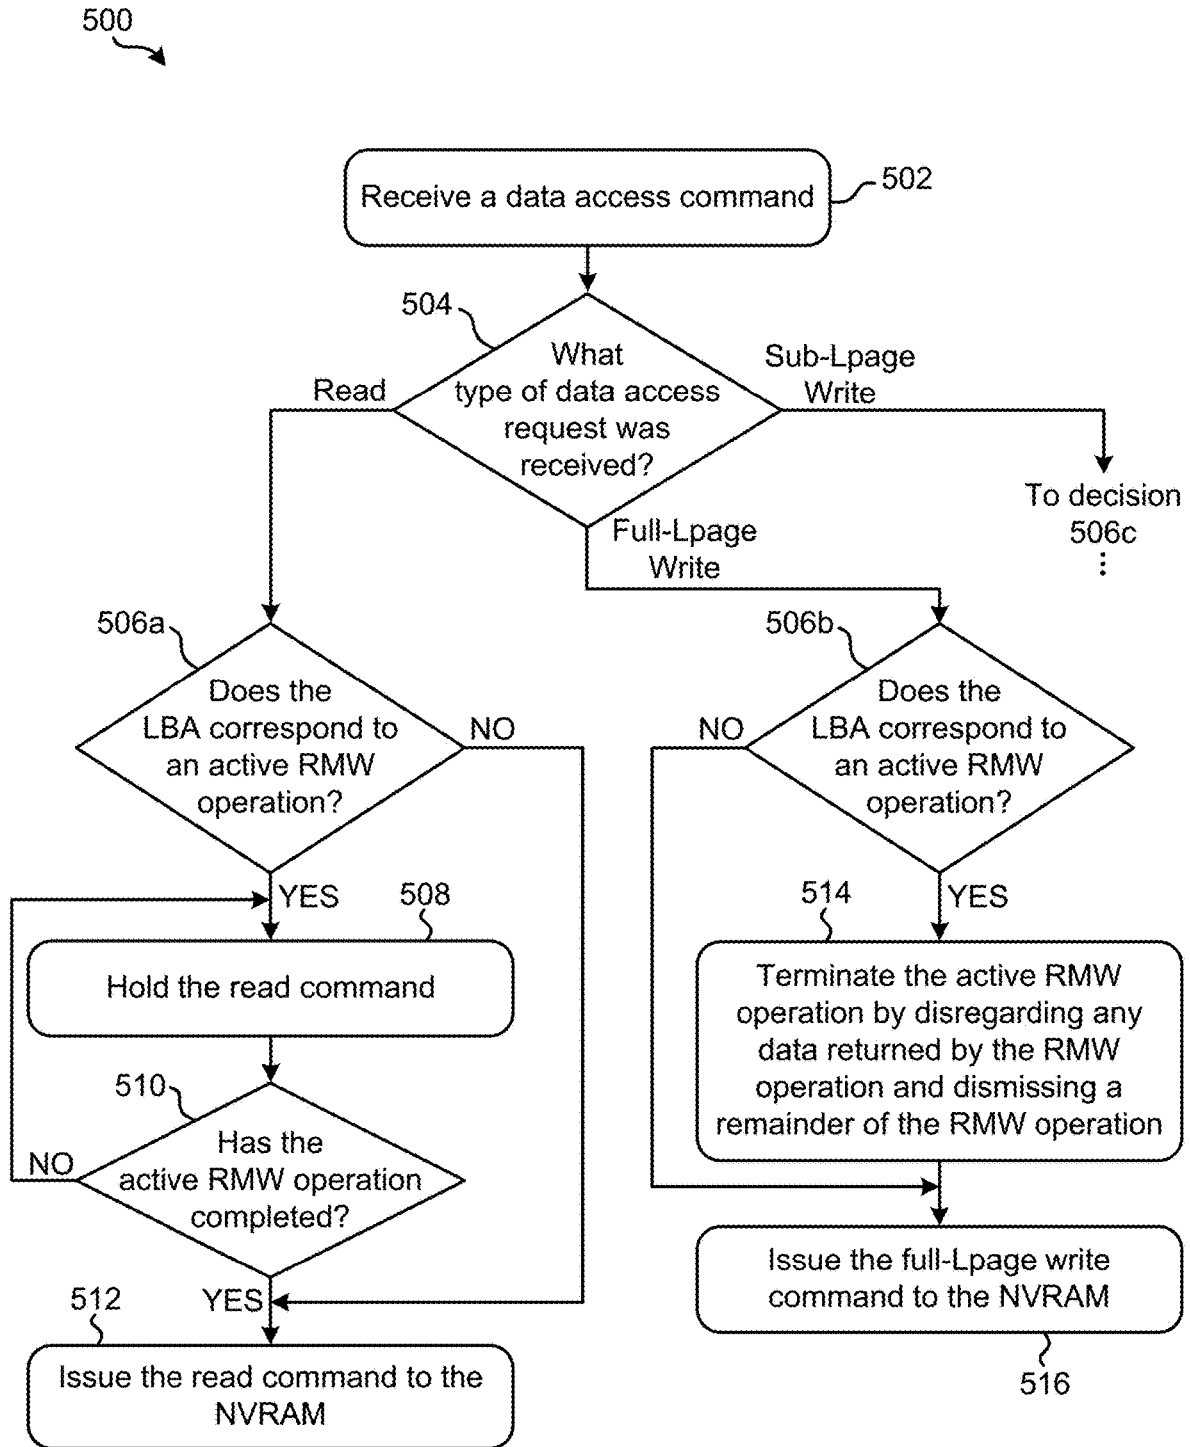 500
Receive a data access command
502
504
What
type of data access
request was
received?
Read
Sub-Lpage
Write
To decision
506c
⋮
Full-Lpage
Write
506a
Does the
LBA correspond to
an active RMW
operation?
NO
YES
506b
Does the
LBA correspond to
an active RMW
operation?
NO
YES
508
Hold the read command
510
Has the
active RMW operation
completed?
NO
YES
512
Issue the read command to the
NVRAM
514
Terminate the active RMW
operation by disregarding any
data returned by the RMW
operation and dismissing a
remainder of the RMW operation
Issue the full-Lpage write
command to the NVRAM
516